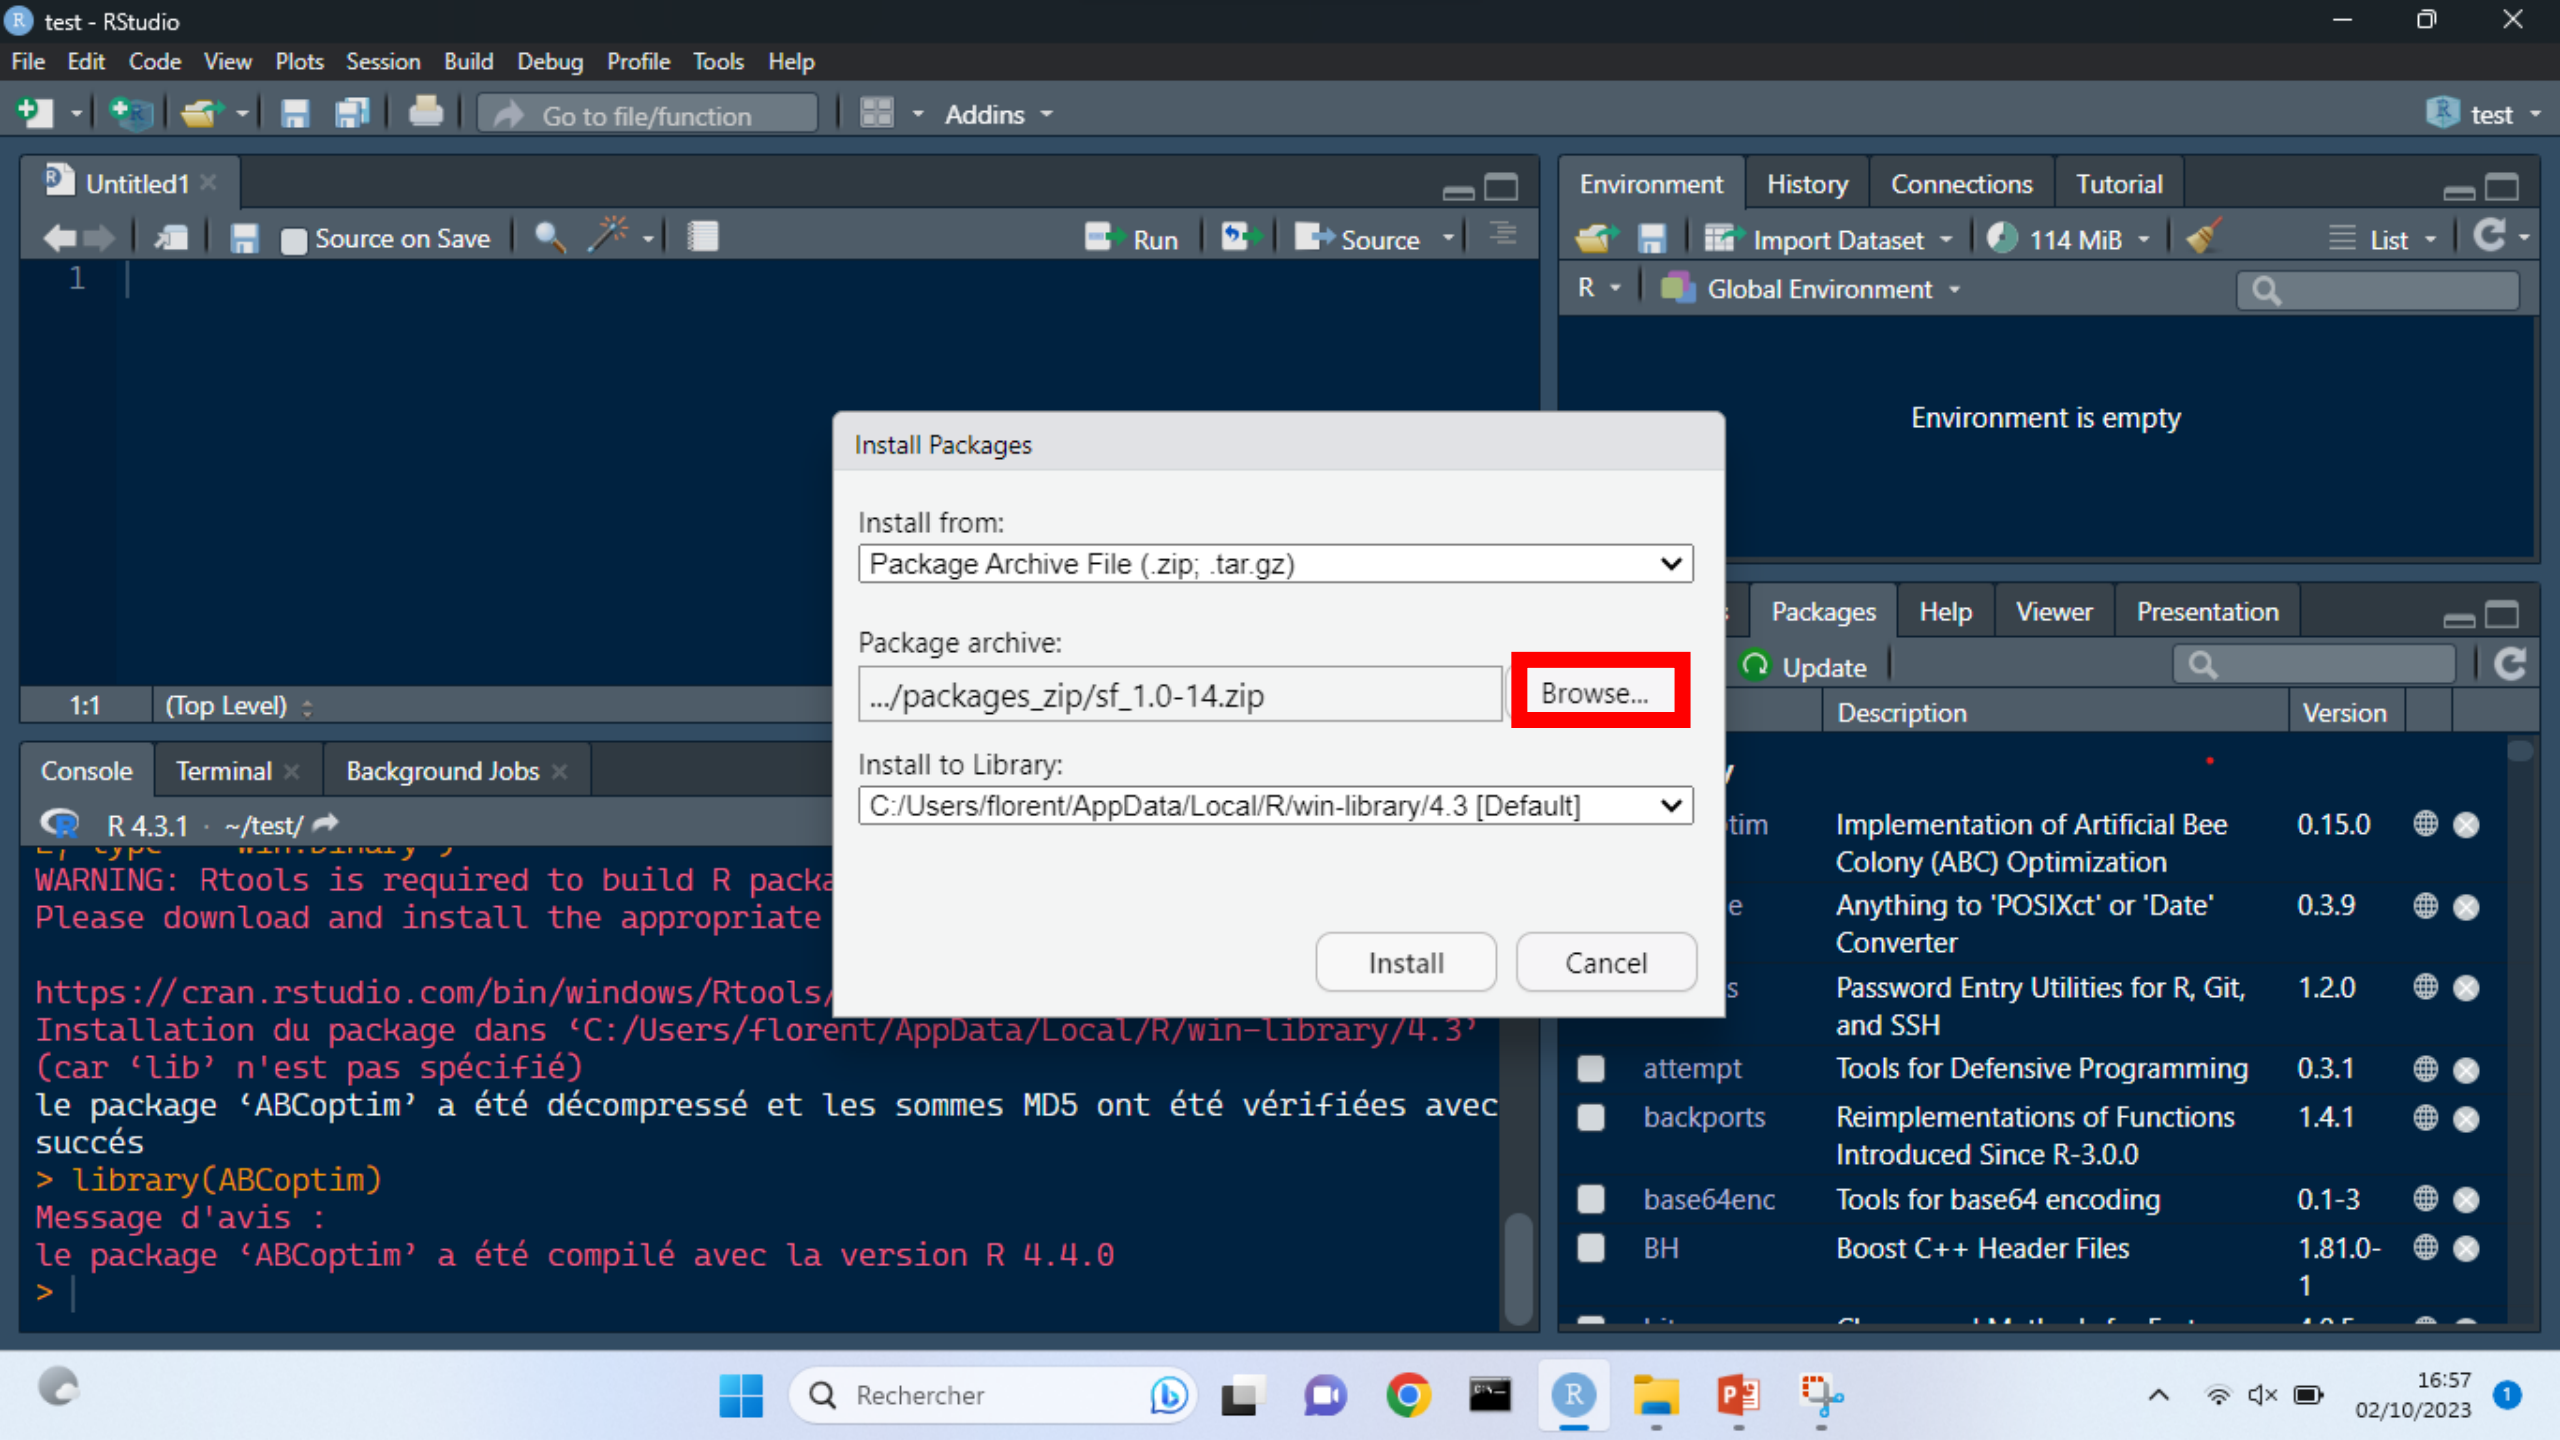 test - RStudio
File Edit Code View Plots Session Build Debug Profile Tools Help
Go to file/function
Addins
test
Untitled1
Source on Save
Run
Source
1
1:1
(Top Level)
Environment History Connections Tutorial
Import Dataset
114 MiB
List
R
Global Environment
Environment is empty
Install Packages
Install from:
Package Archive File (.zip; .tar.gz)
Package archive:
.../packages_zip/sf_1.0-14.zip
Browse...
Install to Library:
C:/Users/florent/AppData/Local/R/win-library/4.3 [Default]
Install
Cancel
Console Terminal Background Jobs
R 4.3.1 · ~/test/
WARNING: Rtools is required to build R packa
Please download and install the appropriate
https://cran.rstudio.com/bin/windows/Rtools/
Installation du package dans ‘C:/Users/florent/AppData/Local/R/win-library/4.3’
(car ‘lib’ n'est pas spécifié)
le package ‘ABCoptim’ a été décompressé et les sommes MD5 ont été vérifiées avec
succés
> library(ABCoptim)
Message d'avis :
le package ‘ABCoptim’ a été compilé avec la version R 4.4.0
>
Packages Help Viewer Presentation
Update
Description Version
y
tim Implementation of Artificial Bee 0.15.0
Colony (ABC) Optimization
e Anything to 'POSIXct' or 'Date' 0.3.9
Converter
s Password Entry Utilities for R, Git, 1.2.0
and SSH
attempt Tools for Defensive Programming 0.3.1
backports Reimplementations of Functions 1.4.1
Introduced Since R-3.0.0
base64enc Tools for base64 encoding 0.1-3
BH Boost C++ Header Files 1.81.0-
1
Rechercher
16:57
02/10/2023
1